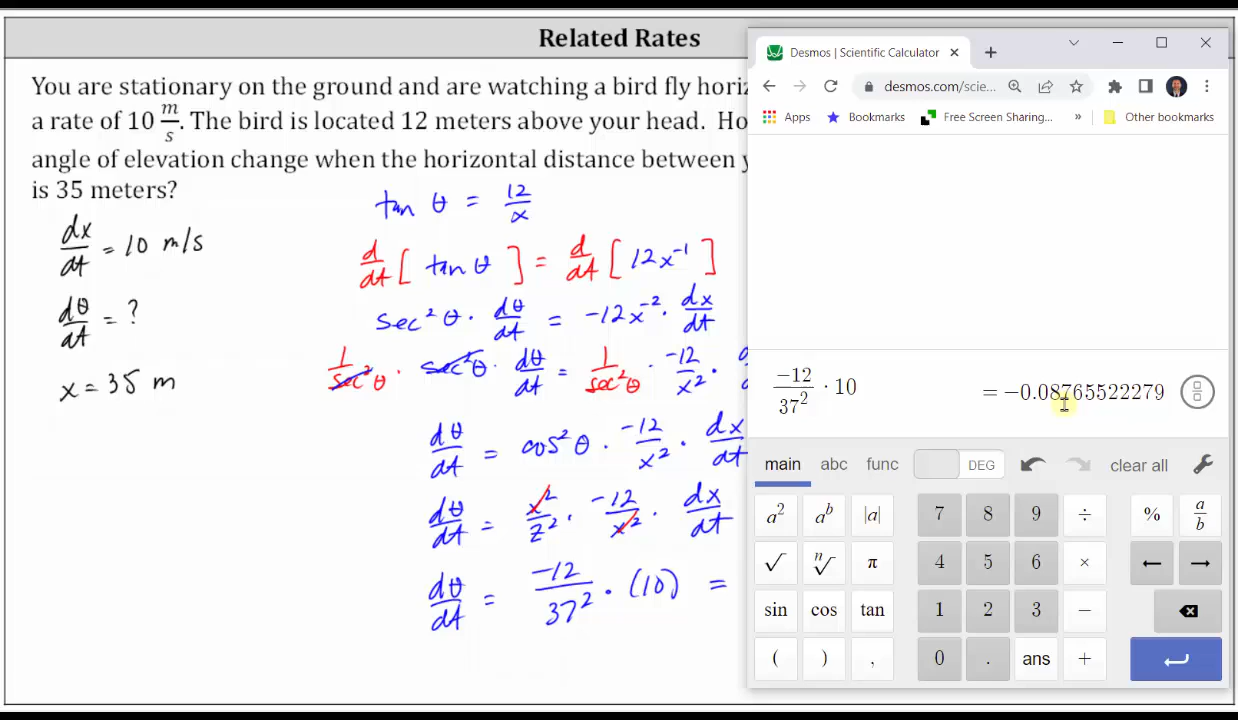 Related Rates
You are stationary on the ground and are watching a bird fly horiz
a rate of 10 m/s. The bird is located 12 meters above your head. Ho
angle of elevation change when the horizontal distance between y
is 35 meters?
dx/dt = 10 m/s
dθ/dt = ?
x = 35 m
tan θ = 12/x
d/dt [ tan θ ] = d/dt [ 12x⁻¹ ]
sec² θ · dθ/dt = -12x⁻² · dx/dt
1/sec²θ · sec²θ · dθ/dt = 1/sec²θ · -12/x² ·
dθ/dt = cos² θ · -12/x² · dx/dt
dθ/dt = x²/z² · -12/x² · dx/dt
dθ/dt = -12/37² · (10) =
Desmos | Scientific Calculator
desmos.com/scie...
Apps Bookmarks Free Screen Sharing... » Other bookmarks
-12/37² · 10 = −0.08765522279
main abc func DEG clear all
a² aᵇ |a| 7 8 9 ÷ % a/b
√ ⁿ√ π 4 5 6 × ← →
sin cos tan 1 2 3 −
( ) , 0 . ans +